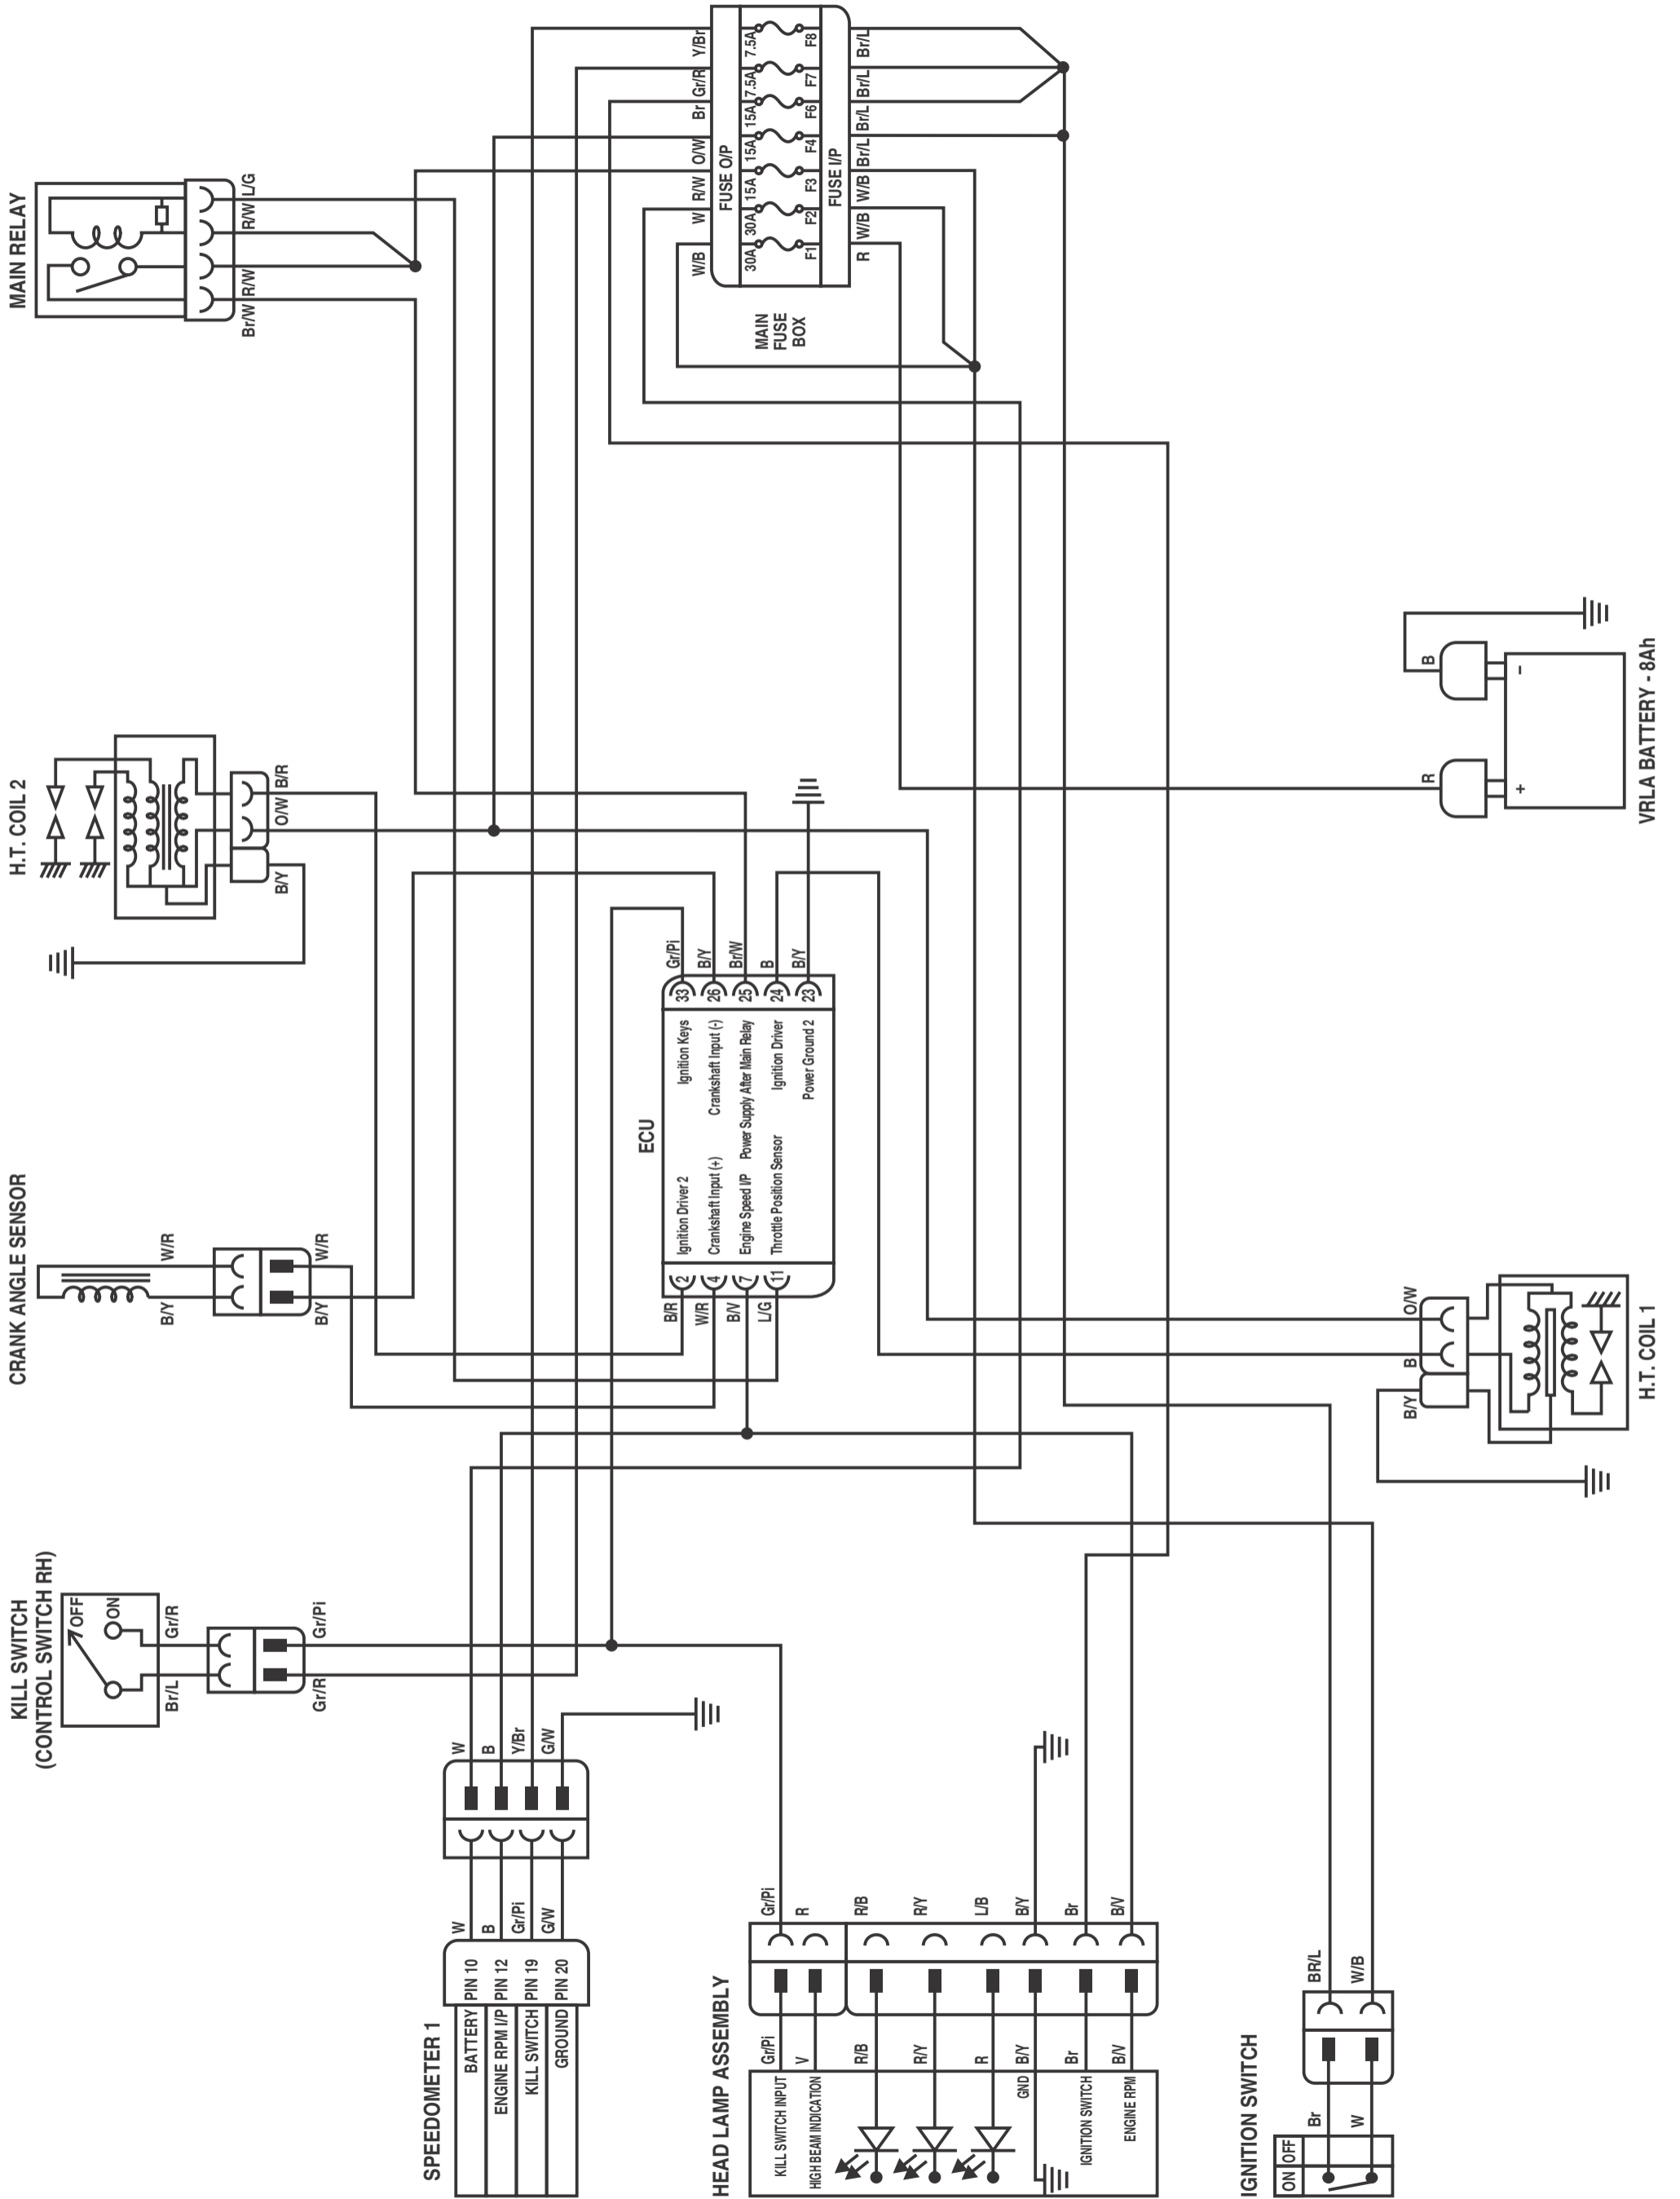 MAIN RELAY
Br/W
R/W
R/W
L/G
H.T. COIL 2
B/Y
O/W
B/R
CRANK ANGLE SENSOR
B/Y
W/R
B/Y
W/R
KILL SWITCH
(CONTROL SWITCH RH)
OFF
ON
Br/L
Gr/R
Gr/R
Gr/Pi
W/B
W
R/W
O/W
Br
Gr/R
Y/Br
FUSE O/P
30A
30A
15A
15A
15A
7.5A
7.5A
F1
F2
F3
F4
F6
F7
F8
FUSE I/P
R
W/B
W/B
Br/L
Br/L
Br/L
Br/L
MAIN
FUSE
BOX
ECU
B/R
W/R
B/V
L/G
2
4
7
11
Ignition Driver 2
Crankshaft Input (+)
Engine Speed I/P
Throttle Position Sensor
Ignition Keys
Crankshaft Input (-)
Power Supply After Main Relay
Ignition Driver
Power Ground 2
33
26
25
24
23
Gr/Pi
B/Y
Br/W
B
B/Y
SPEEDOMETER 1
BATTERY
ENGINE RPM I/P
KILL SWITCH
GROUND
PIN 10
PIN 12
PIN 19
PIN 20
W
B
Gr/Pi
G/W
W
B
Y/Br
G/W
HEAD LAMP ASSEMBLY
KILL SWITCH INPUT
HIGH BEAM INDICATION
GND
IGNITION SWITCH
ENGINE RPM
Gr/Pi
V
R/B
R/Y
R
B/Y
Br
B/V
Gr/Pi
R
R/B
R/Y
L/B
B/Y
Br
B/V
IGNITION SWITCH
ON
OFF
Br
W
BR/L
W/B
H.T. COIL 1
B/Y
B
O/W
VRLA BATTERY - 8Ah
R
B
+
-